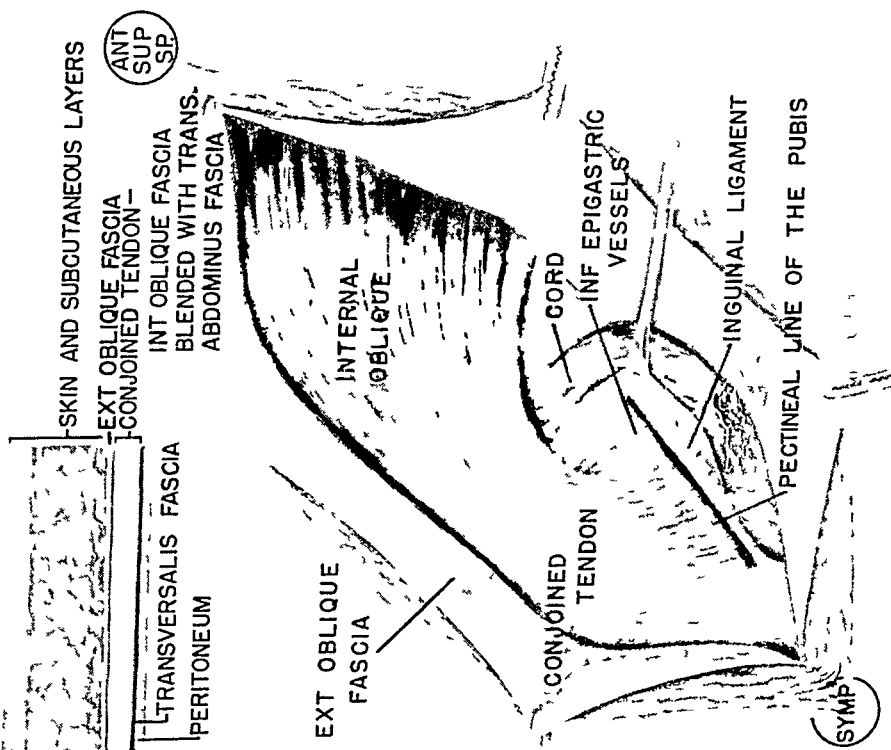 SKIN AND SUBCUTANEOUS LAYERS
EXT OBLIQUE FASCIA
CONJOINED TENDON-
INT OBLIQUE FASCIA
BLENDED WITH TRANS-
ABDOMINUS FASCIA
TRANSVERSALIS FASCIA
PERITONEUM
ANT
SUP
SP.
EXT OBLIQUE
FASCIA
INTERNAL
OBLIQUE
CONJOINED
TENDON
CORD
INF EPIGASTRIC
VESSELS
INGUINAL LIGAMENT
PECTINEAL LINE OF THE PUBIS
SYMP